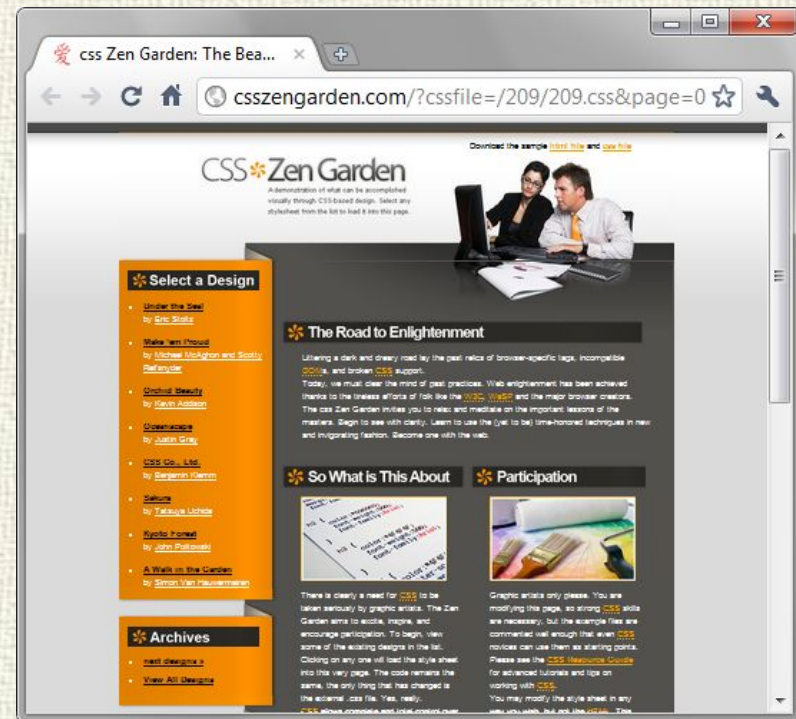 爱 css Zen Garden: The Bea...
csszengarden.com/?cssfile=/209/209.css&page=0
Download the sample html file and css file
CSS Zen Garden
A demonstration of what can be accomplished
visually through CSS-based design. Select any
stylesheet from the list to load it into this page.
Select a Design
Under the Sea!
by Eric Stoltz
Make 'em Proud
by Michael McAghon and Scotty
Reifsnyder
Orchid Beauty
by Kevin Addison
Oceanscape
by Justin Gray
CSS Co., Ltd.
by Benjamin Klemm
Sakura
by Tatsuya Uchida
Kyoto Forest
by John Politowski
A Walk in the Garden
by Simon Van Hauwermeiren
Archives
next designs »
View All Designs
The Road to Enlightenment
Littering a dark and dreary road lay the past relics of browser-specific tags, incompatible
DOMs, and broken CSS support.
Today, we must clear the mind of past practices. Web enlightenment has been achieved
thanks to the tireless efforts of folk like the W3C, WaSP and the major browser creators.
The css Zen Garden invites you to relax and meditate on the important lessons of the
masters. Begin to see with clarity. Learn to use the (yet to be) time-honored techniques in new
and invigorating fashion. Become one with the web.
So What is This About
There is clearly a need for CSS to be
taken seriously by graphic artists. The Zen
Garden aims to excite, inspire, and
encourage participation. To begin, view
some of the existing designs in the list.
Clicking on any one will load the style sheet
into this very page. The code remains the
same, the only thing that has changed is
the external .css file. Yes, really.
CSS allows complete and total control over
Participation
Graphic artists only please. You are
modifying this page, so strong CSS skills
are necessary, but the example files are
commented well enough that even CSS
novices can use them as starting points.
Please see the CSS Resource Guide
for advanced tutorials and tips on
working with CSS.
You may modify the style sheet in any
way you wish, but not the HTML. This